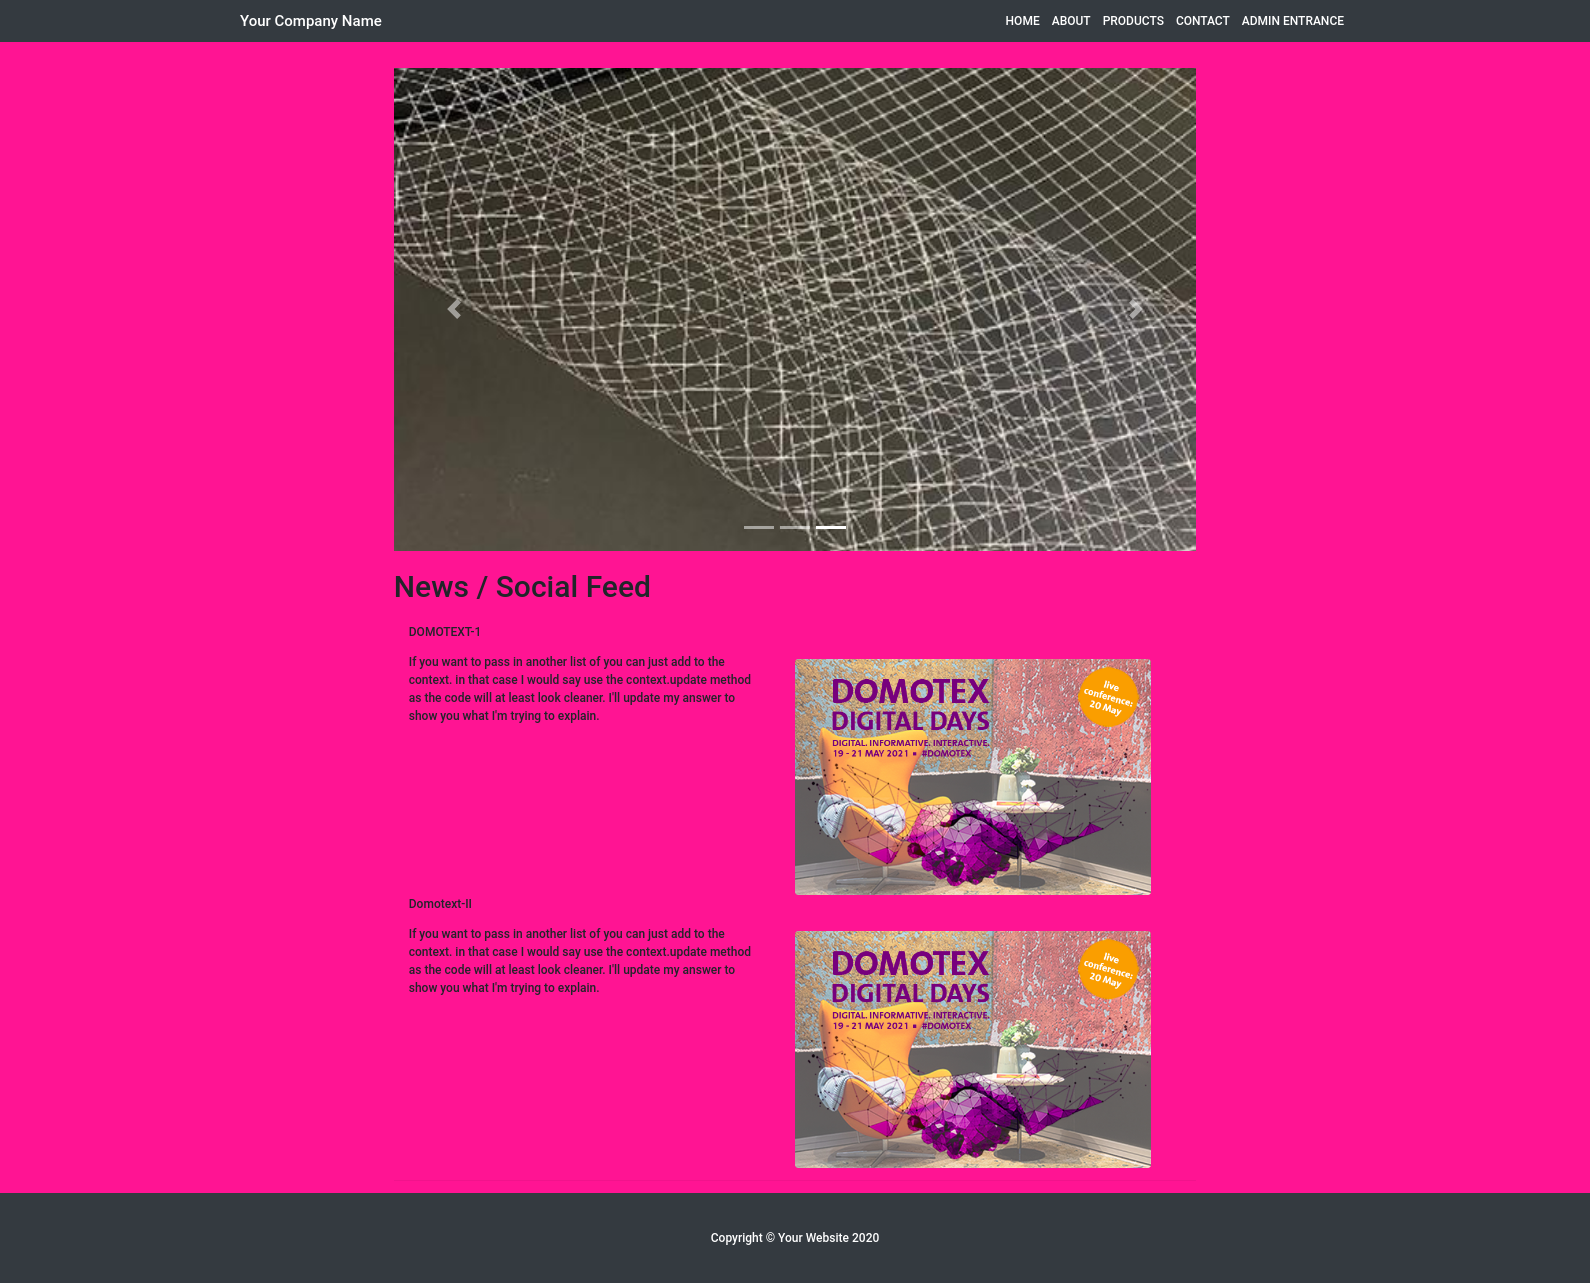 Your Company Name
HOME ABOUT PRODUCTS CONTACT ADMIN ENTRANCE
News / Social Feed
DOMOTEXT-1
If you want to pass in another list of you can just add to the
context. in that case I would say use the context.update method
as the code will at least look cleaner. I'll update my answer to
show you what I'm trying to explain.
DOMOTEX
DIGITAL DAYS
DIGITAL. INFORMATIVE. INTERACTIVE.
19 - 21 MAY 2021 ▪ #DOMOTEX
live
conference:
20 May
Domotext-II
If you want to pass in another list of you can just add to the
context. in that case I would say use the context.update method
as the code will at least look cleaner. I'll update my answer to
show you what I'm trying to explain.
DOMOTEX
DIGITAL DAYS
DIGITAL. INFORMATIVE. INTERACTIVE.
19 - 21 MAY 2021 ▪ #DOMOTEX
live
conference:
20 May
Copyright © Your Website 2020